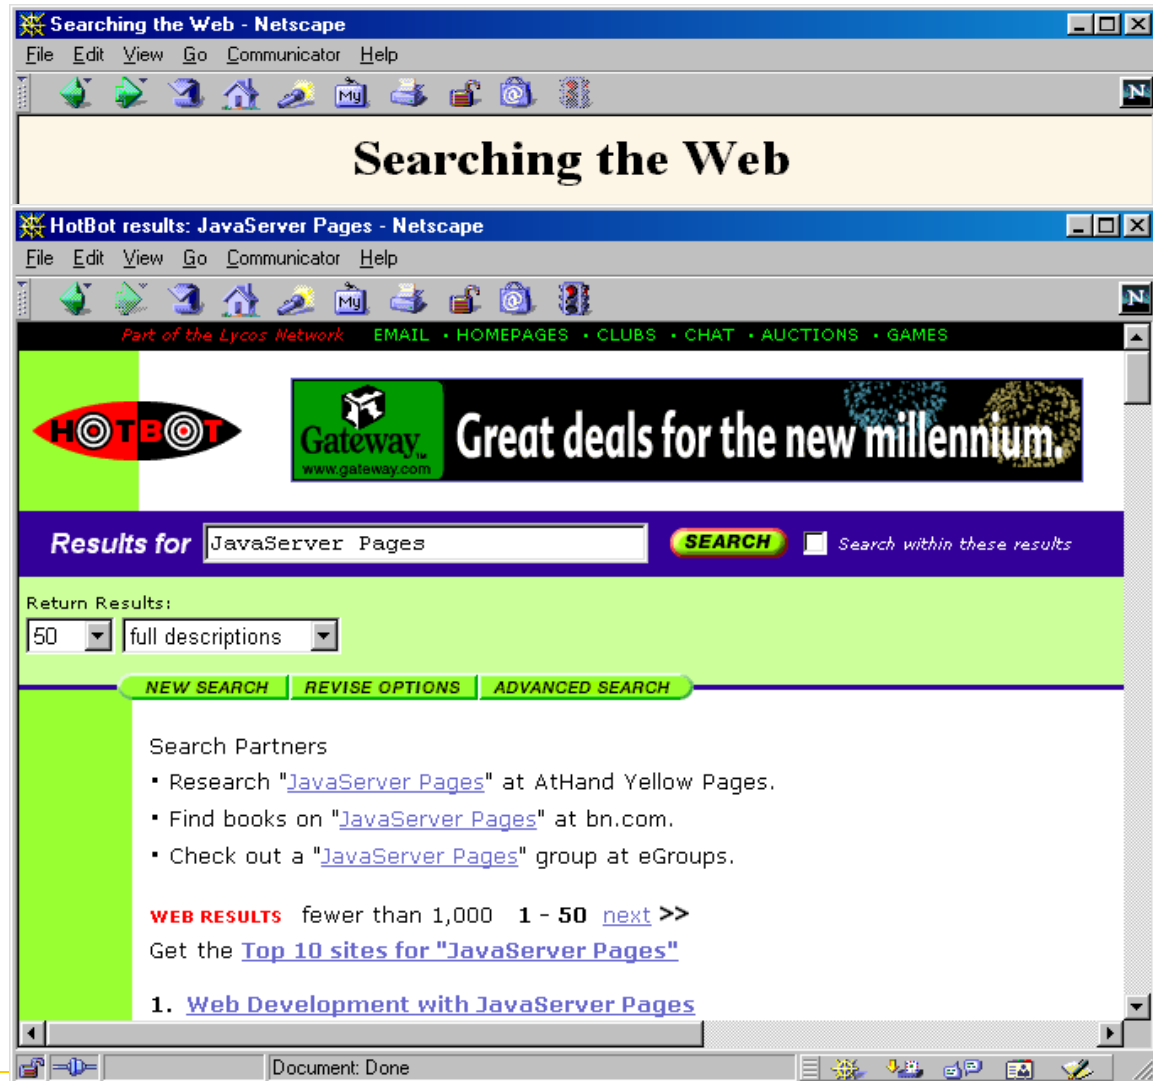 Searching the Web - Netscape
File Edit View Go Communicator Help
My
N
Searching the Web
HotBot results: JavaServer Pages - Netscape
File Edit View Go Communicator Help
My
N
Part of the Lycos Network EMAIL • HOMEPAGES • CLUBS • CHAT • AUCTIONS • GAMES
HOTBOT
Gateway™
www.gateway.com
Great deals for the new millennium.
Results for JavaServer Pages SEARCH Search within these results
Return Results:
50 full descriptions
NEW SEARCH REVISE OPTIONS ADVANCED SEARCH
Search Partners
• Research "JavaServer Pages" at AtHand Yellow Pages.
• Find books on "JavaServer Pages" at bn.com.
• Check out a "JavaServer Pages" group at eGroups.
WEB RESULTS fewer than 1,000 1 - 50 next >>
Get the Top 10 sites for "JavaServer Pages"
1. Web Development with JavaServer Pages
Document: Done